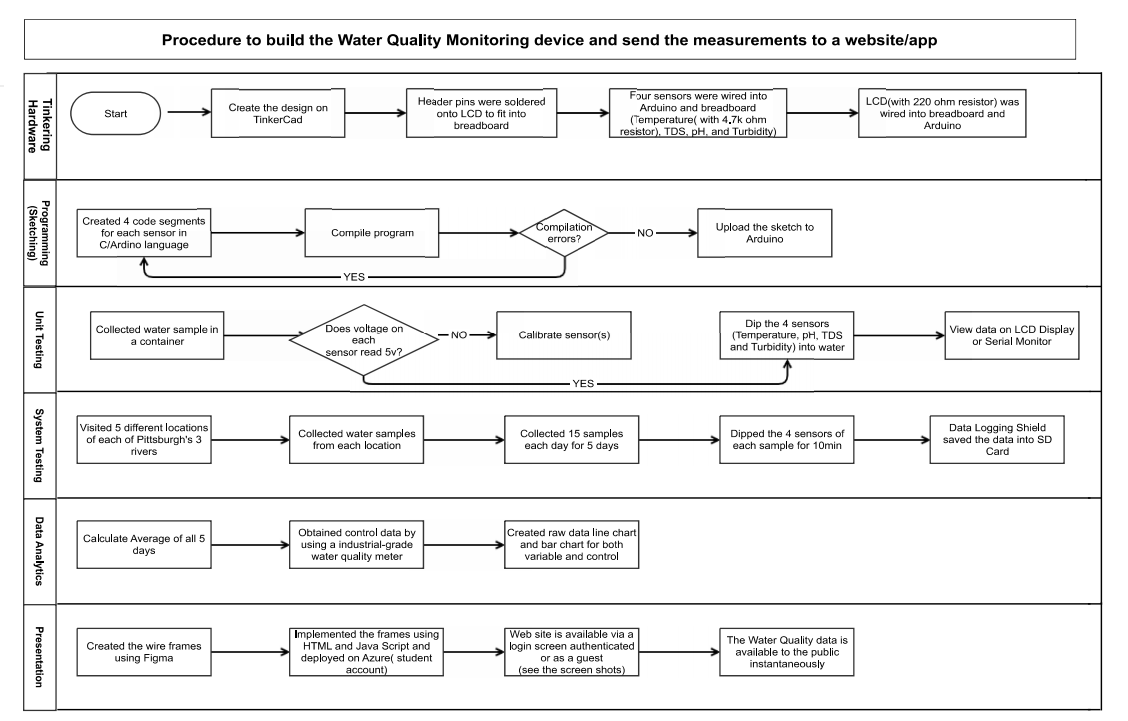 Procedure to build the Water Quality Monitoring device and send the measurements to a website/app
Tinkering
Hardware
Start
Create the design on
TinkerCad
Header pins were soldered
onto LCD to fit into
breadboard
Four sensors were wired into
Arduino and breadboard
(Temperature( with 4.7k ohm
resistor), TDS, pH, and Turbidity)
LCD(with 220 ohm resistor) was
wired into breadboard and
Arduino
Programming
(Sketching)
Created 4 code segments
for each sensor in
C/Ardino language
Compile program
Compilation
errors?
NO
Upload the sketch to
Arduino
YES
Unit Testing
Collected water sample in
a container
Does voltage on
each
sensor read 5v?
NO
Calibrate sensor(s)
Dip the 4 sensors
(Temperature, pH, TDS
and Turbidity) into water
View data on LCD Display
or Serial Monitor
YES
System Testing
Visited 5 different locations
of each of Pittsburgh's 3
rivers
Collected water samples
from each location
Collected 15 samples
each day for 5 days
Dipped the 4 sensors of
each sample for 10min
Data Logging Shield
saved the data into SD
Card
Data Analytics
Calculate Average of all 5
days
Obtained control data by
using a industrial-grade
water quality meter
Created raw data line chart
and bar chart for both
variable and control
Presentation
Created the wire frames
using Figma
Implemented the frames using
HTML and Java Script and
deployed on Azure( student
account)
Web site is available via a
login screen authenticated
or as a guest
(see the screen shots)
The Water Quality data is
available to the public
instantaneously